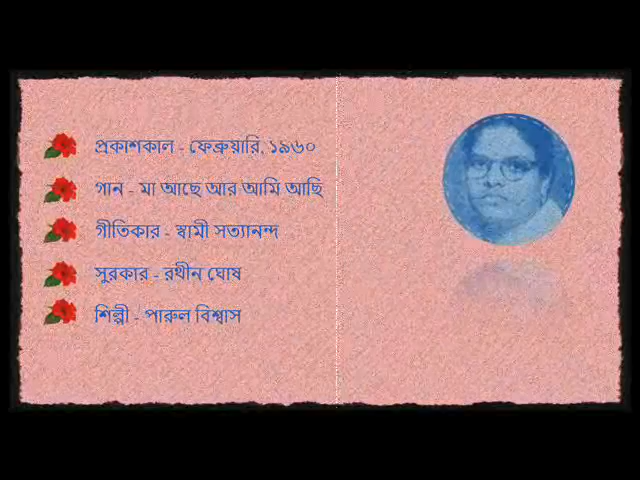 প্রকাশকাল - ফেব্রুয়ারি, ১৯৬০
গান - মা আছে আর আমি আছি
গীতিকার - স্বামী সত্যানন্দ
সুরকার - রথীন ঘোষ
শিল্পী - পারুল বিশ্বাস